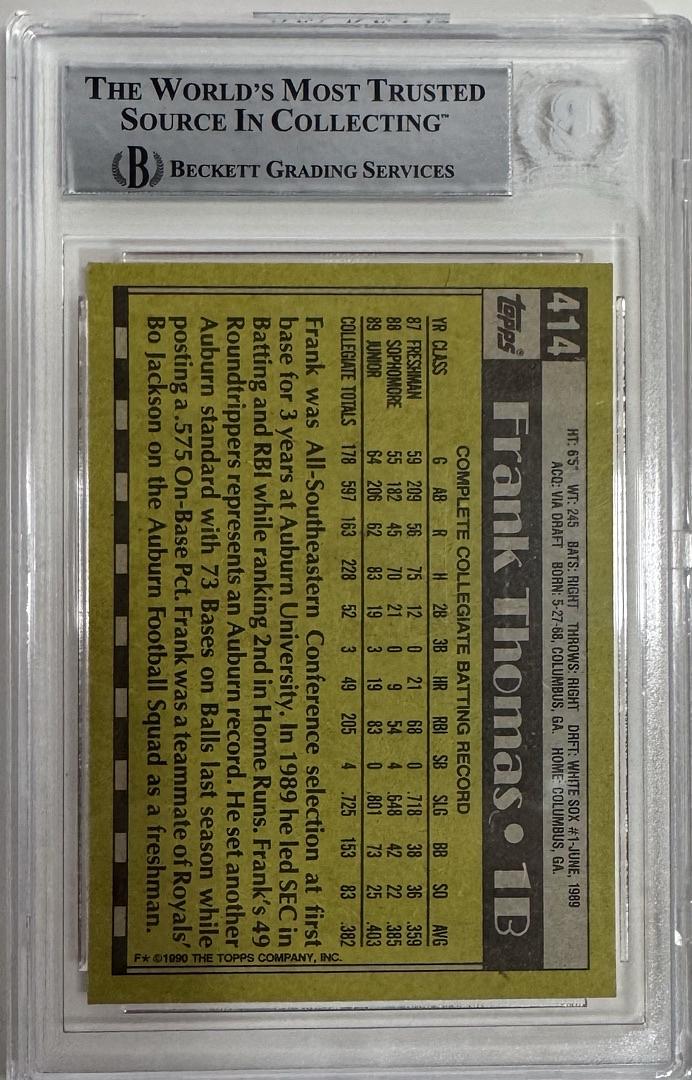 THE WORLD'S MOST TRUSTED
SOURCE IN COLLECTING™
B BECKETT GRADING SERVICES
414
topps®
HT: 6'5" WT: 245 BATS: RIGHT THROWS: RIGHT DRFT: WHITE SOX #1-JUNE, 1989
ACQ: VIA DRAFT BORN: 5-27-68, COLUMBUS, GA. HOME: COLUMBUS, GA.
Frank Thomas • 1B
COMPLETE COLLEGIATE BATTING RECORD
YR CLASS G AB R H 2B 3B HR RBI SB SLG BB SO AVG
87 FRESHMAN 59 209 56 75 12 0 21 68 0 .718 38 36 .359
88 SOPHOMORE 55 182 45 70 21 0 9 54 4 .648 42 22 .385
89 JUNIOR 64 206 62 83 19 3 19 83 0 .801 73 25 .403
COLLEGIATE TOTALS 178 597 163 228 52 3 49 205 4 .725 153 83 .382
Frank was All-Southeastern Conference selection at first
base for 3 years at Auburn University. In 1989 he led SEC in
Batting and RBI while ranking 2nd in Home Runs. Frank's 49
Roundtrippers represents an Auburn record. He set another
Auburn standard with 73 Bases on Balls last season while
posting a .575 On-Base Pct. Frank was a teammate of Royals'
Bo Jackson on the Auburn Football Squad as a freshman.
F★ ©1990 THE TOPPS COMPANY, INC.